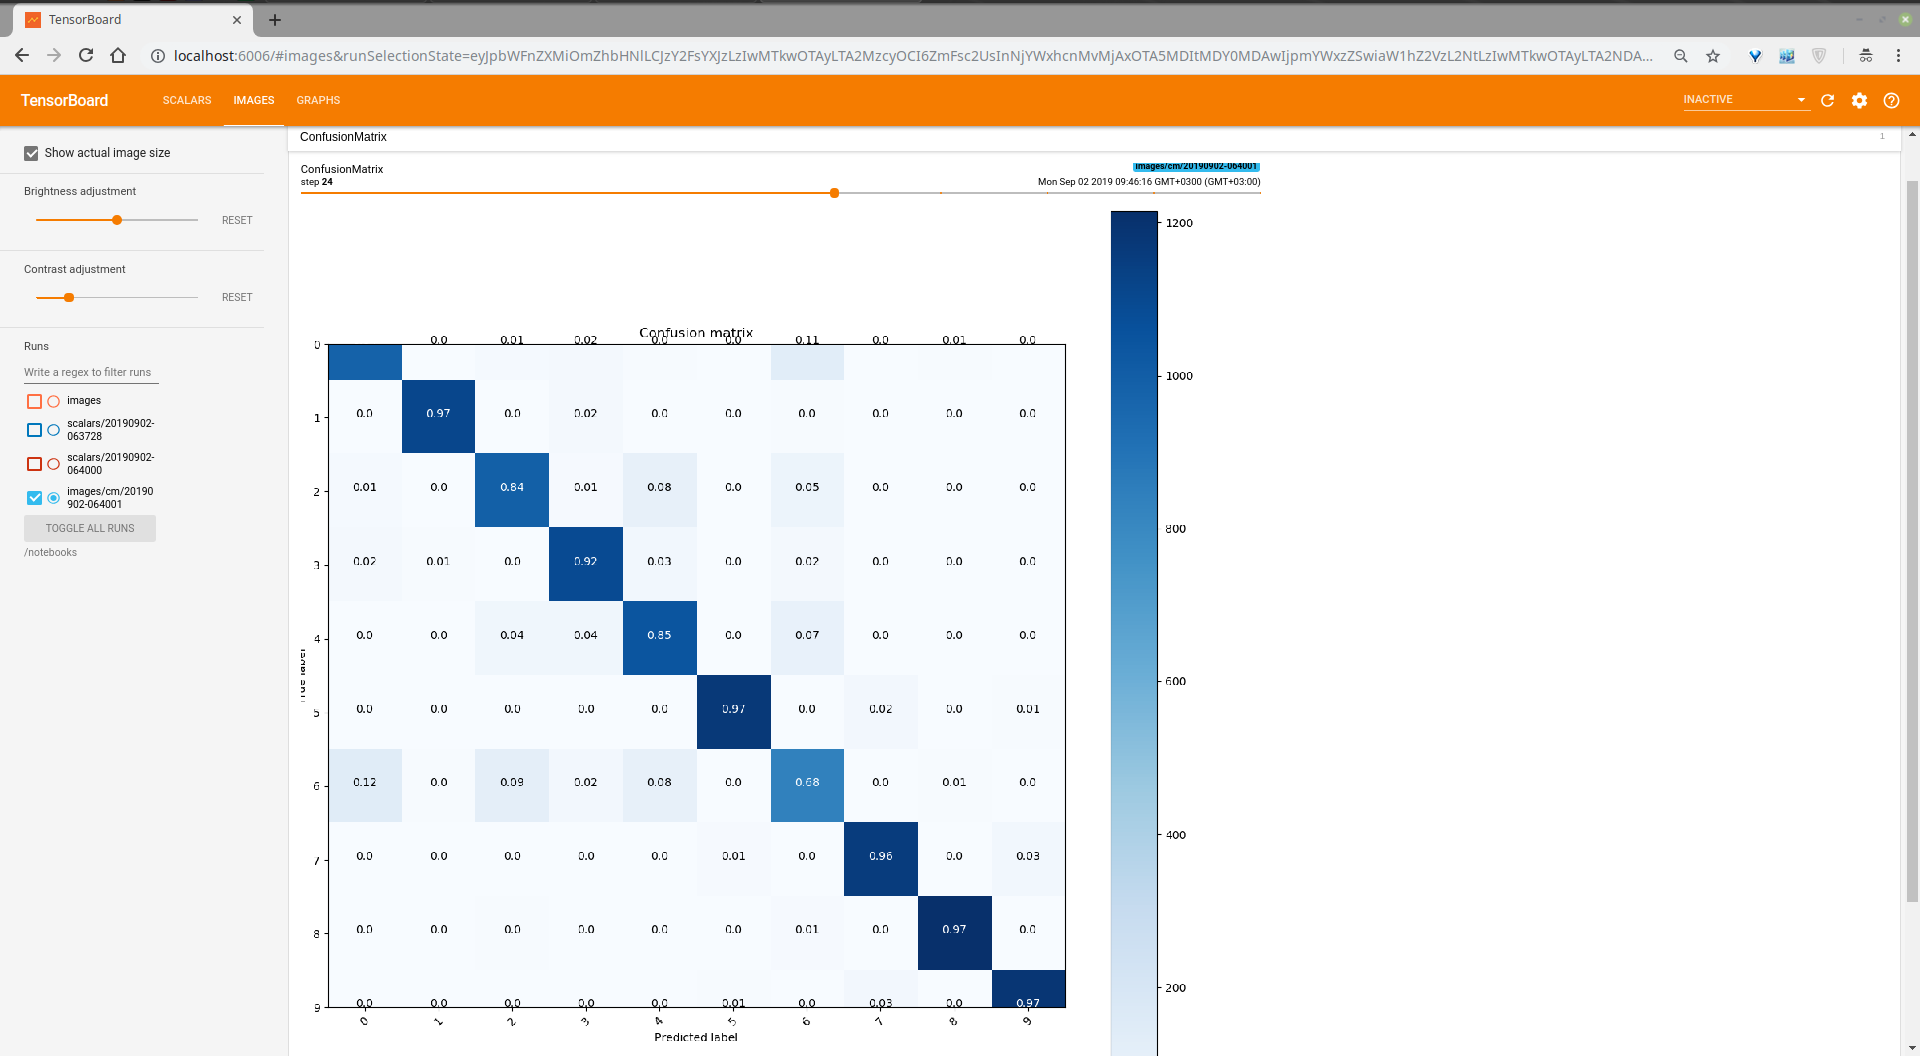 TensorBoard
localhost:6006/#images&runSelectionState=eyJpbWFnZXMiOmZhbHNlLCJzY2FsYXJzLzIwMTkwOTAyLTA2MzcyOCI6ZmFsc2UsInNjYWxhcnMvMjAxOTA5MDItMDY0MDAwIjpmYWxzZSwiaW1hZ2VzL2NtLzIwMTkwOTAyLTA2NDA...
TensorBoard
SCALARS
IMAGES
GRAPHS
INACTIVE
Show actual image size
Brightness adjustment
RESET
Contrast adjustment
RESET
Runs
Write a regex to filter runs
images
scalars/20190902-
063728
scalars/20190902-
064000
images/cm/20190
902-064001
TOGGLE ALL RUNS
/notebooks
ConfusionMatrix
1
ConfusionMatrix
images/cm/20190902-064001
step 24
Mon Sep 02 2019 09:46:16 GMT+0300 (GMT+03:00)
Confusion matrix
0 0.0 0.01 0.02 0.0 0.0 0.11 0.0 0.01 0.0
1 0.0 0.97 0.0 0.02 0.0 0.0 0.0 0.0 0.0 0.0
2 0.01 0.0 0.84 0.01 0.08 0.0 0.05 0.0 0.0 0.0
3 0.02 0.01 0.0 0.92 0.03 0.0 0.02 0.0 0.0 0.0
4 0.0 0.0 0.04 0.04 0.85 0.0 0.07 0.0 0.0 0.0
5 0.0 0.0 0.0 0.0 0.0 0.97 0.0 0.02 0.0 0.01
6 0.12 0.0 0.09 0.02 0.08 0.0 0.68 0.0 0.01 0.0
7 0.0 0.0 0.0 0.0 0.0 0.01 0.0 0.96 0.0 0.03
8 0.0 0.0 0.0 0.0 0.0 0.0 0.01 0.0 0.97 0.0
9 0.0 0.0 0.0 0.0 0.0 0.01 0.0 0.03 0.0 0.97
0 1 2 3 4 5 6 7 8 9
True label
Predicted label
1200
1000
800
600
400
200